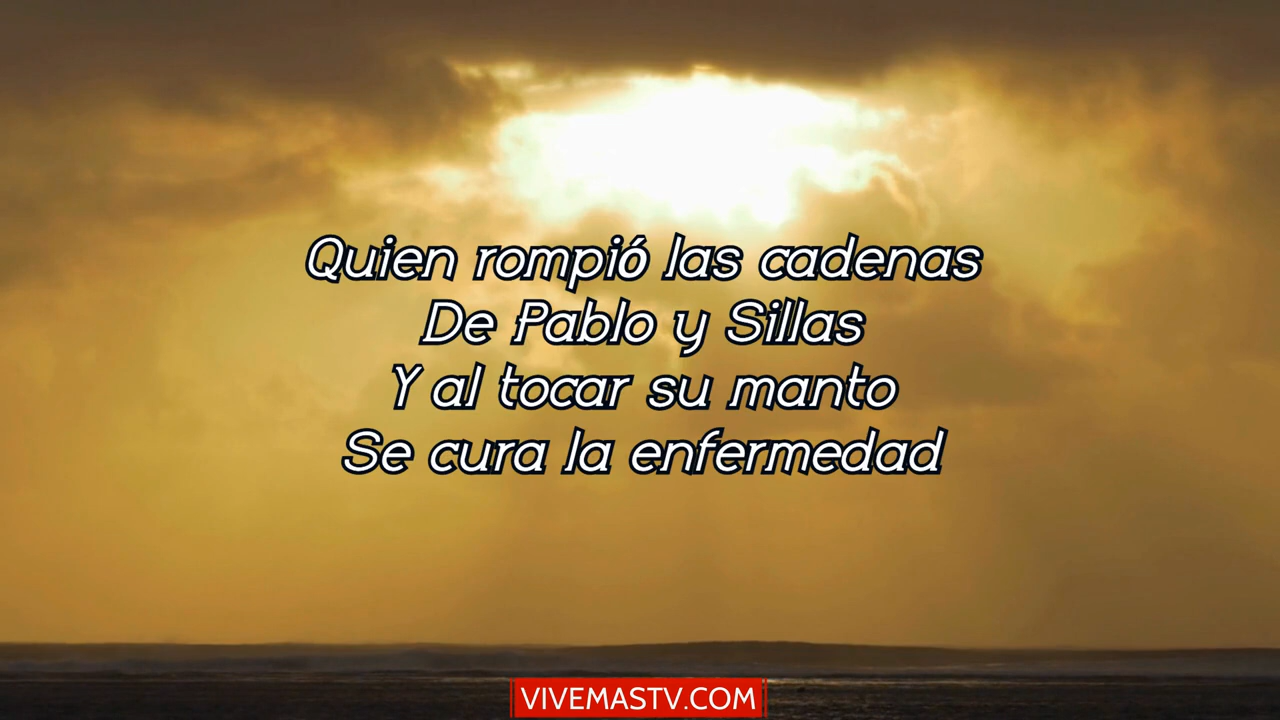 Quien rompió las cadenas
De Pablo y Sillas
Y al tocar su manto
Se cura la enfermedad
VIVEMASTV.COM